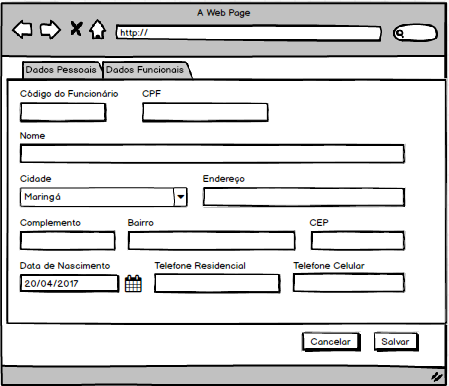 A Web Page
http://
Dados Pessoais Dados Funcionais
Código do Funcionário CPF
Nome
Cidade Endereço
Maringá
Complemento Bairro CEP
Data de Nascimento Telefone Residencial Telefone Celular
20/04/2017
Cancelar Salvar